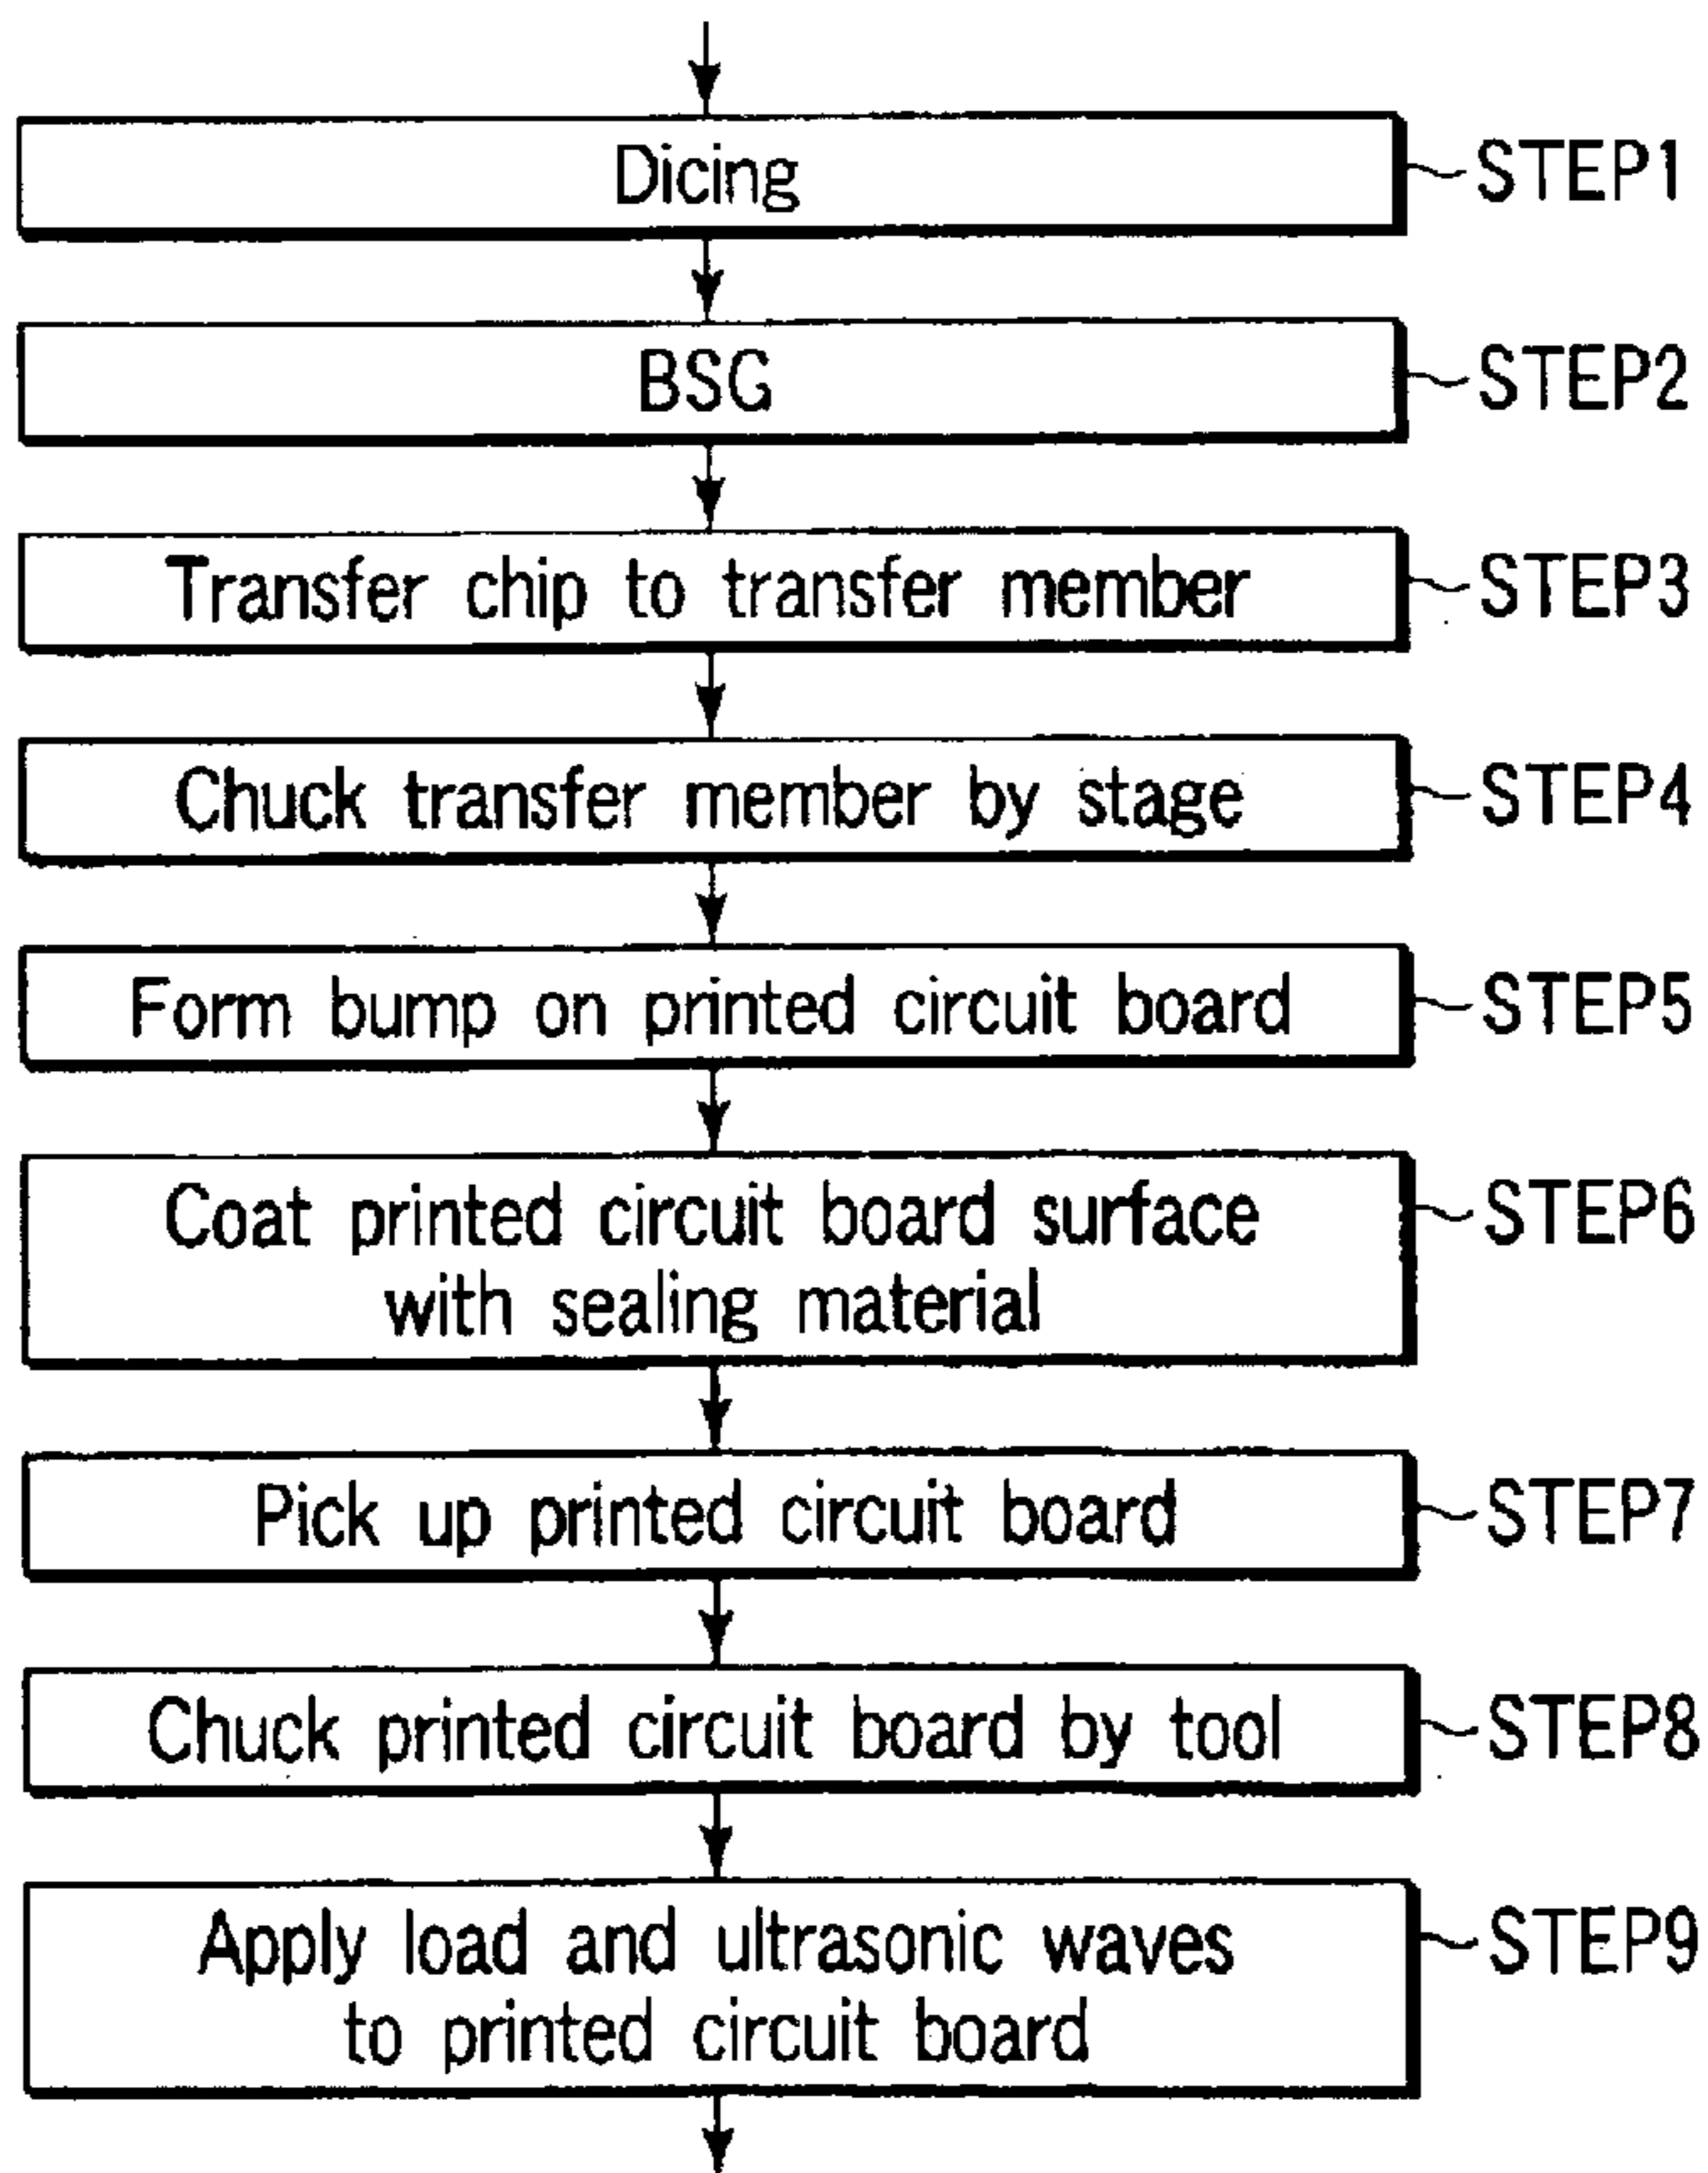 Dicing
STEP1
BSG
STEP2
Transfer chip to transfer member
STEP3
Chuck transfer member by stage
STEP4
Form bump on printed circuit board
STEP5
Coat printed circuit board surface
with sealing material
STEP6
Pick up printed circuit board
STEP7
Chuck printed circuit board by tool
STEP8
Apply load and ultrasonic waves
to printed circuit board
STEP9